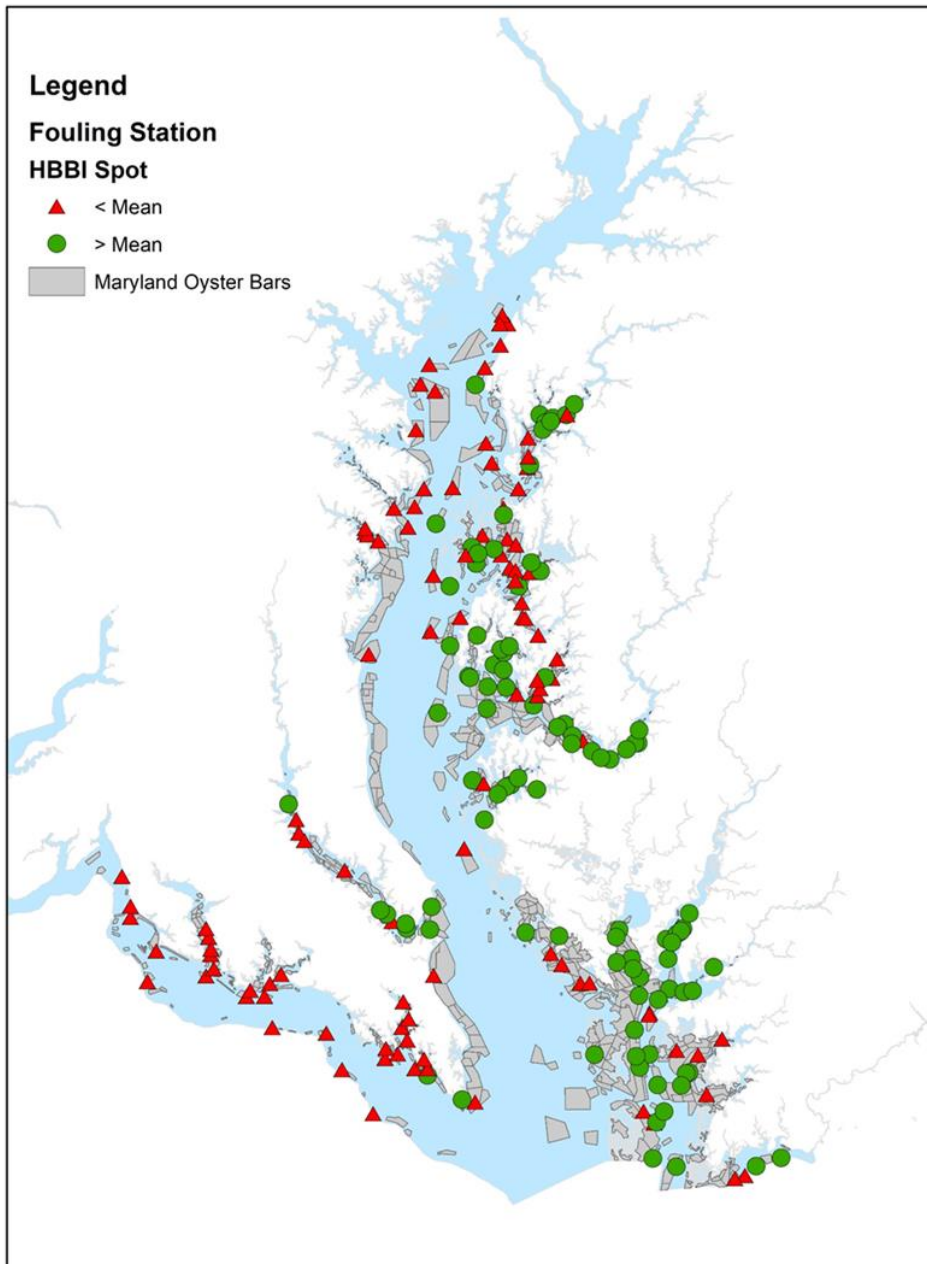 Legend
Fouling Station
HBBI Spot
< Mean
> Mean
Maryland Oyster Bars